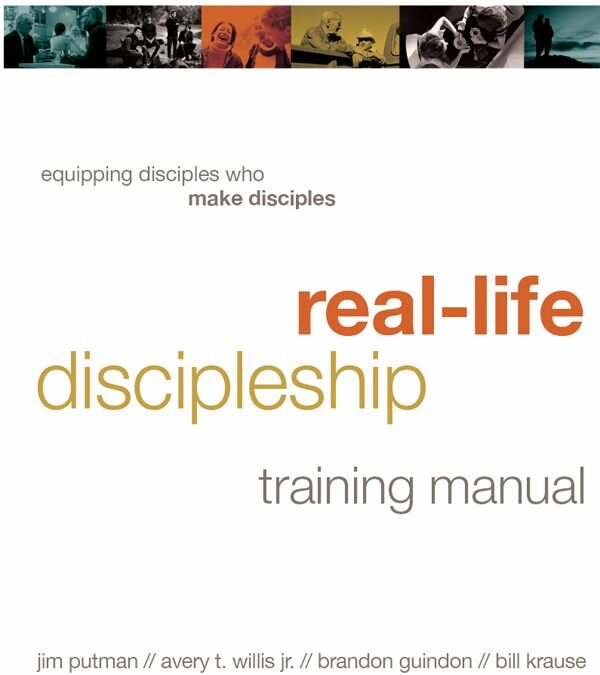 equipping disciples who
make disciples
real-life
discipleship
training manual
jim putman // avery t. willis jr. // brandon guindon // bill krause